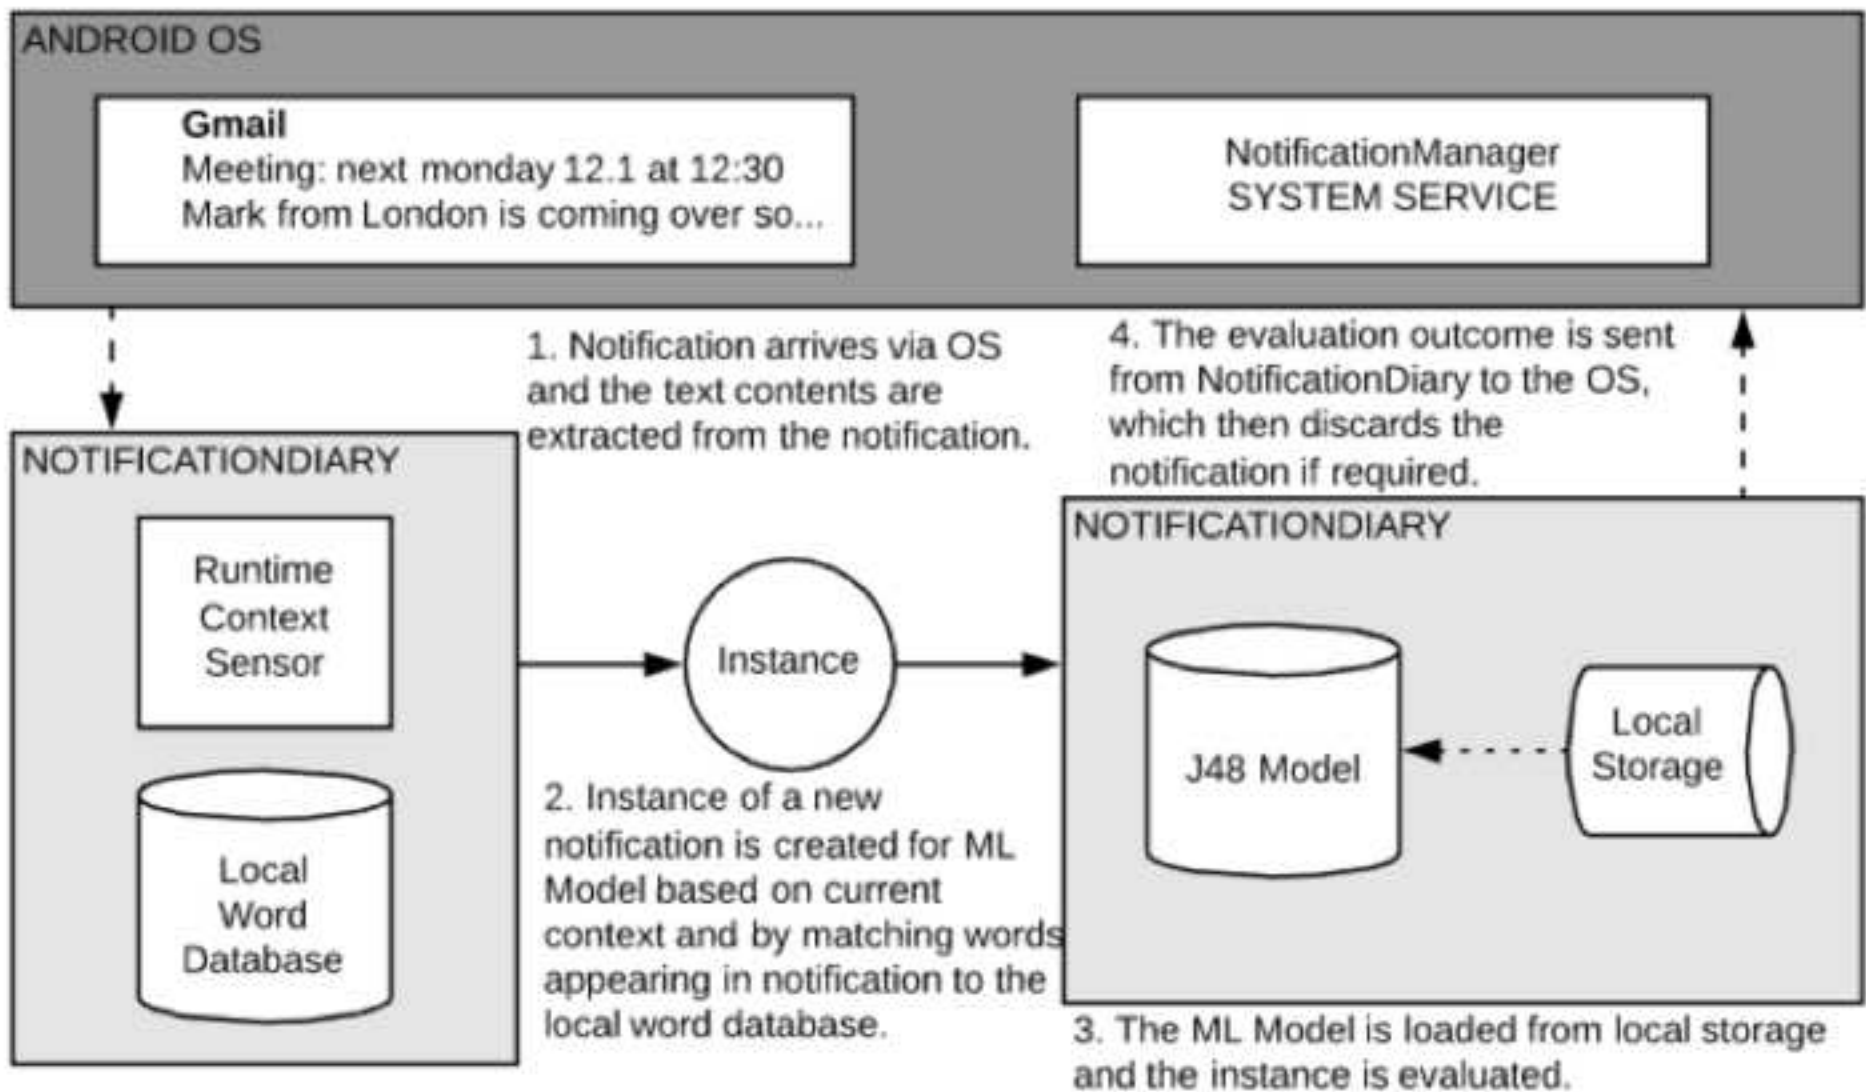 ANDROID OS
Gmail
Meeting: next monday 12.1 at 12:30
Mark from London is coming over so...
NotificationManager
SYSTEM SERVICE
1. Notification arrives via OS
and the text contents are
extracted from the notification.
4. The evaluation outcome is sent
from NotificationDiary to the OS,
which then discards the
notification if required.
NOTIFICATIONDIARY
Runtime
Context
Sensor
Local
Word
Database
Instance
2. Instance of a new
notification is created for ML
Model based on current
context and by matching words
appearing in notification to the
local word database.
NOTIFICATIONDIARY
J48 Model
Local
Storage
3. The ML Model is loaded from local storage
and the instance is evaluated.